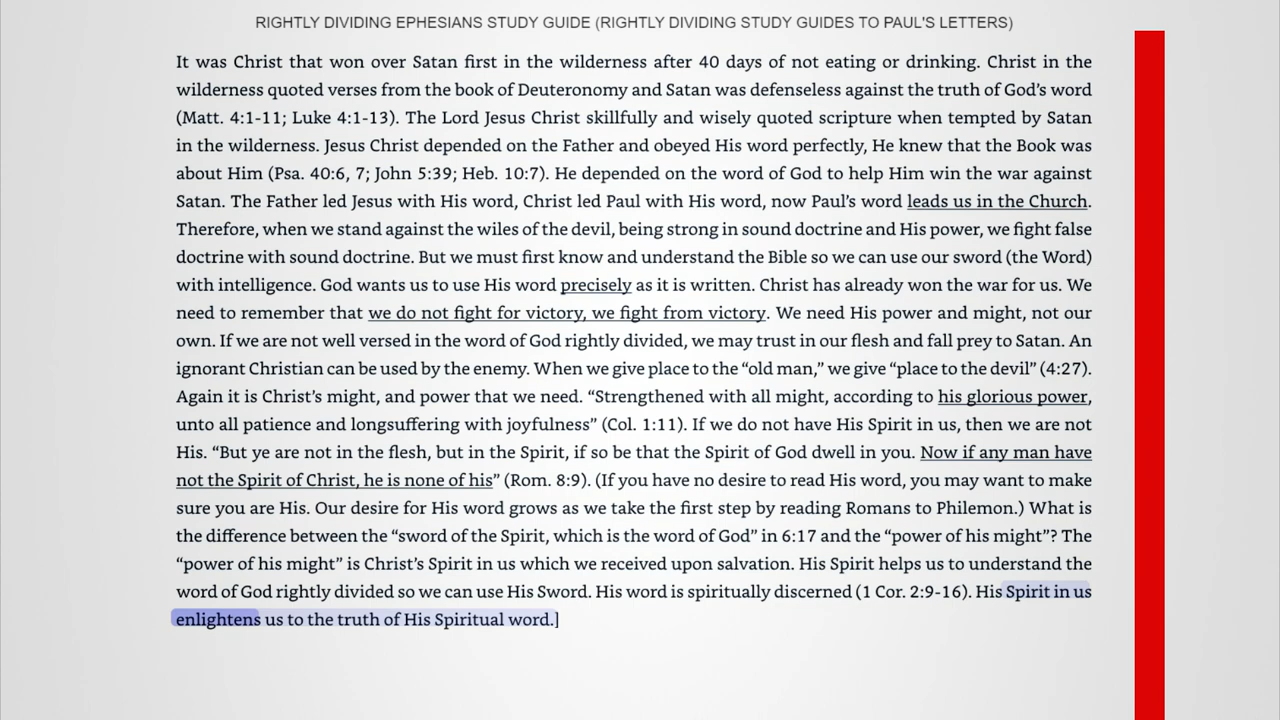 RIGHTLY DIVIDING EPHESIANS STUDY GUIDE (RIGHTLY DIVIDING STUDY GUIDES TO PAUL'S LETTERS)
It was Christ that won over Satan first in the wilderness after 40 days of not eating or drinking. Christ in the
wilderness quoted verses from the book of Deuteronomy and Satan was defenseless against the truth of God’s word
(Matt. 4:1-11; Luke 4:1-13). The Lord Jesus Christ skillfully and wisely quoted scripture when tempted by Satan
in the wilderness. Jesus Christ depended on the Father and obeyed His word perfectly, He knew that the Book was
about Him (Psa. 40:6, 7; John 5:39; Heb. 10:7). He depended on the word of God to help Him win the war against
Satan. The Father led Jesus with His word, Christ led Paul with His word, now Paul’s word leads us in the Church.
Therefore, when we stand against the wiles of the devil, being strong in sound doctrine and His power, we fight false
doctrine with sound doctrine. But we must first know and understand the Bible so we can use our sword (the Word)
with intelligence. God wants us to use His word precisely as it is written. Christ has already won the war for us. We
need to remember that we do not fight for victory, we fight from victory. We need His power and might, not our
own. If we are not well versed in the word of God rightly divided, we may trust in our flesh and fall prey to Satan. An
ignorant Christian can be used by the enemy. When we give place to the “old man,” we give “place to the devil” (4:27).
Again it is Christ’s might, and power that we need. “Strengthened with all might, according to his glorious power,
unto all patience and longsuffering with joyfulness” (Col. 1:11). If we do not have His Spirit in us, then we are not
His. “But ye are not in the flesh, but in the Spirit, if so be that the Spirit of God dwell in you. Now if any man have
not the Spirit of Christ, he is none of his” (Rom. 8:9). (If you have no desire to read His word, you may want to make
sure you are His. Our desire for His word grows as we take the first step by reading Romans to Philemon.) What is
the difference between the “sword of the Spirit, which is the word of God” in 6:17 and the “power of his might”? The
“power of his might” is Christ’s Spirit in us which we received upon salvation. His Spirit helps us to understand the
word of God rightly divided so we can use His Sword. His word is spiritually discerned (1 Cor. 2:9-16). His Spirit in us
enlightens us to the truth of His Spiritual word.]